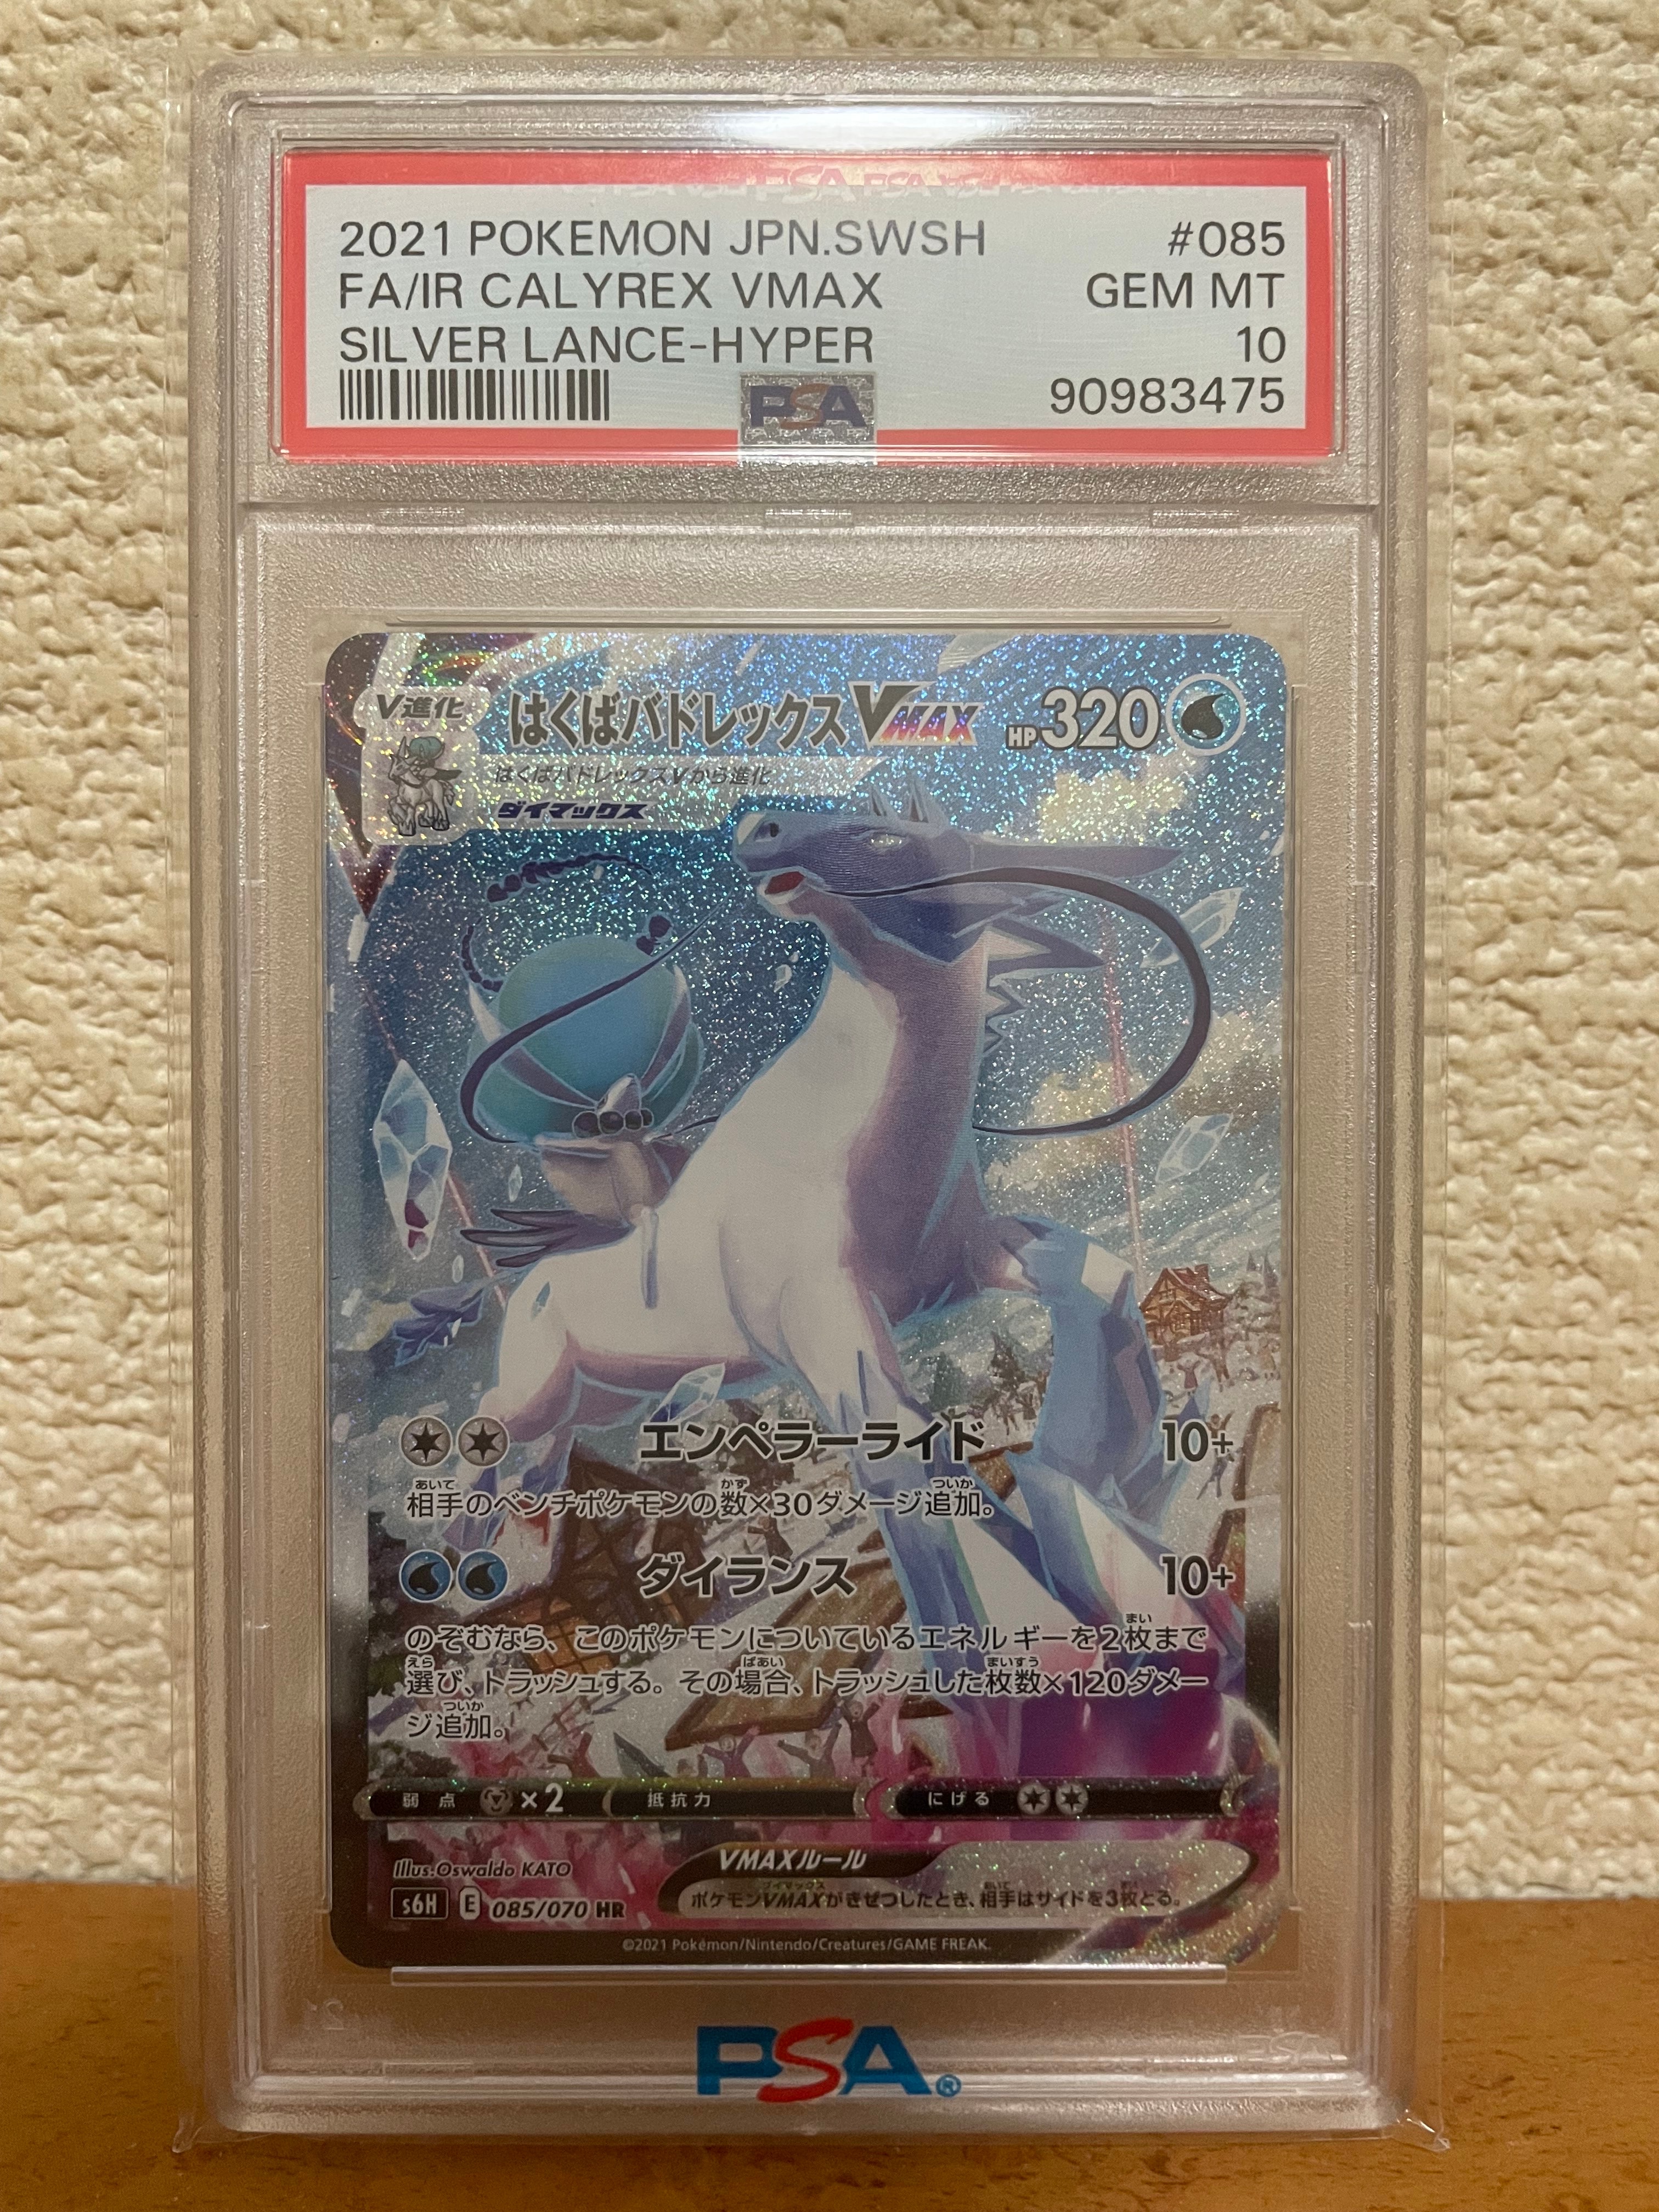 2021 POKEMON JPN.SWSH #085
FA/IR CALYREX VMAX GEM MT
SILVER LANCE-HYPER 10
PSA 90983475
V進化 はくばバドレックスVMAX HP320
はくばバドレックスVから進化
ダイマックス
エンペラーライド 10+
相手のベンチポケモンの数×30ダメージ追加。
ダイランス 10+
のぞむなら、このポケモンについているエネルギーを2枚まで
選び、トラッシュする。その場合、トラッシュした枚数×120ダメー
ジ追加。
弱点 ×2 抵抗力 にげる
Illus.Oswaldo KATO
VMAXルール
s6H E 085/070 HR
ポケモンVMAXがきぜつしたとき、相手はサイドを3枚とる。
©2021 Pokémon/Nintendo/Creatures/GAME FREAK.
PSA®